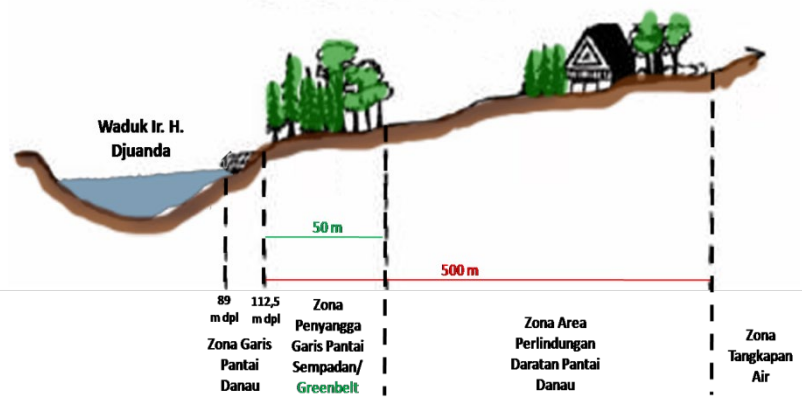 Waduk Ir. H.
Djuanda
50 m
500 m
89
m dpl
112,5
m dpl
Zona Garis
Pantai
Danau
Zona
Penyangga
Garis Pantai
Sempadan/
Greenbelt
Zona Area
Perlindungan
Daratan Pantai
Danau
Zona
Tangkapan
Air